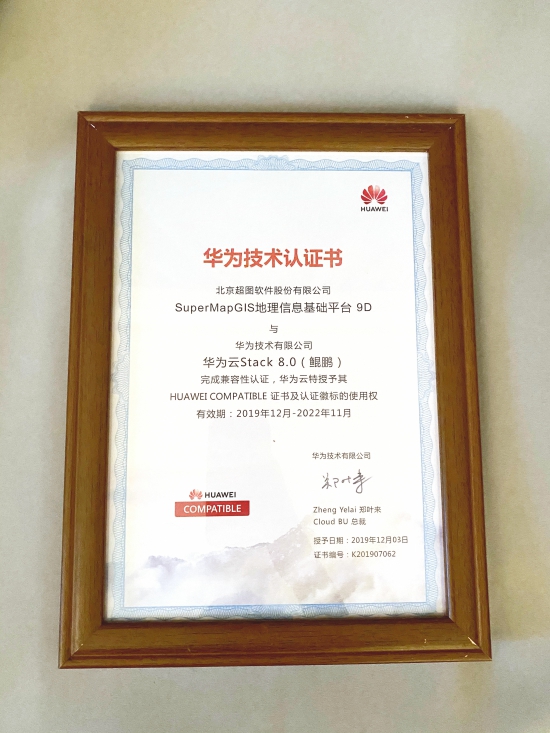 HUAWEI
华为技术认证书
北京超图软件股份有限公司
SuperMapGIS地理信息基础平台 9D
与
华为技术有限公司
华为云Stack 8.0（鲲鹏）
完成兼容性认证，华为云特授予其
HUAWEI COMPATIBLE 证书及认证徽标的使用权
有效期：2019年12月-2022年11月
华为技术有限公司
郑叶来
HUAWEI
COMPATIBLE
Zheng Yelai 郑叶来
Cloud BU 总裁
授予日期：2019年12月03日
证书编号：K201907062